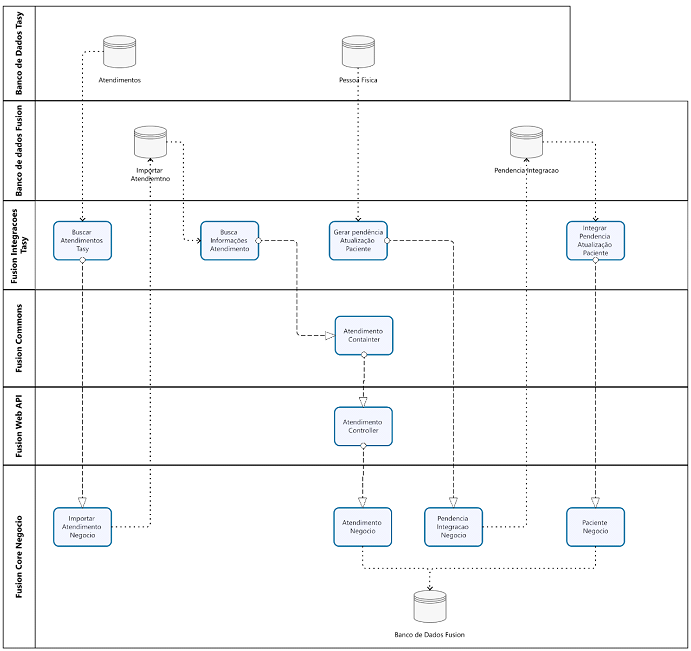 Banco de Dados Tasy
Atendimentos
Pessoa Fisica
Banco de dados Fusion
Importar
Atendiemtno
Pendencia Integracao
Fusion Integracoes
Tasy
Buscar
Atendimentos
Tasy
Busca
Informações
Atendimento
Gerar pendência
Atualização
Paciente
Integrar
Pendencia
Atualização
Paciente
Fusion Commons
Atendimento
Containter
Fusion Web API
Atendimento
Controller
Fusion Core Negocio
Importar
Atendimento
Negocio
Atendimento
Negocio
Pendencia
Integracao
Negocio
Paciente
Negocio
Banco de Dados Fusion